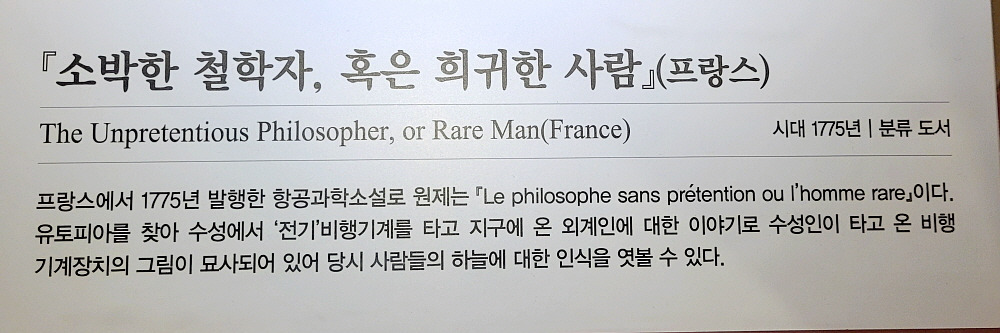 『소박한 철학자, 혹은 희귀한 사람』(프랑스)
The Unpretentious Philosopher, or Rare Man(France)
시대 1775년 | 분류 도서
프랑스에서 1775년 발행한 항공과학소설로 원제는 『Le philosophe sans prétention ou l'homme rare』이다.
유토피아를 찾아 수성에서 '전기'비행기계를 타고 지구에 온 외계인에 대한 이야기로 수성인이 타고 온 비행
기계장치의 그림이 묘사되어 있어 당시 사람들의 하늘에 대한 인식을 엿볼 수 있다.